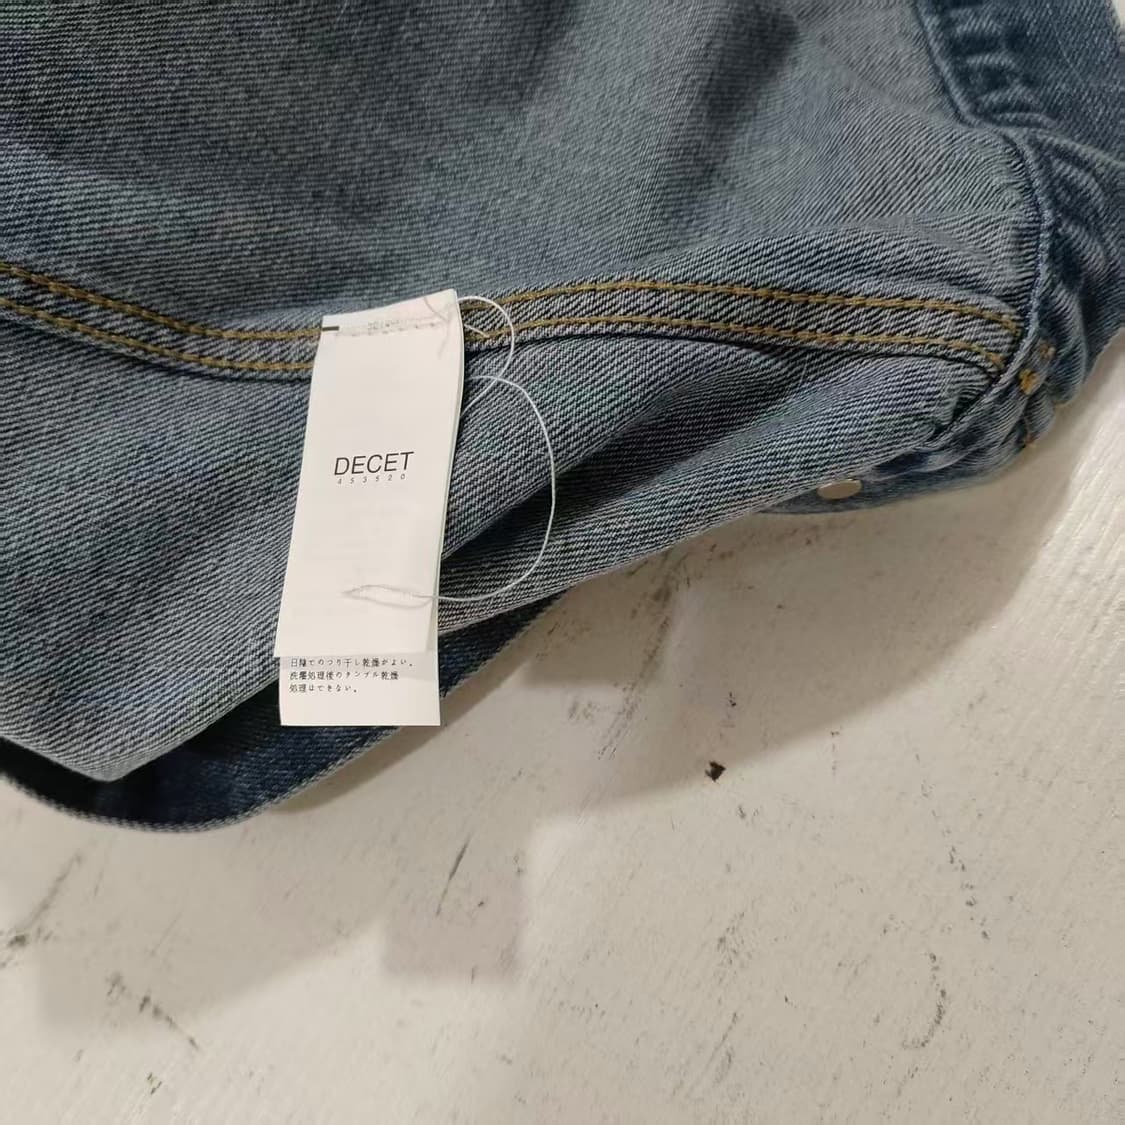 DECET
453520
日陰でのつり干し乾燥がよい。
洗濯処理後のタンブル乾燥
処理はできない。